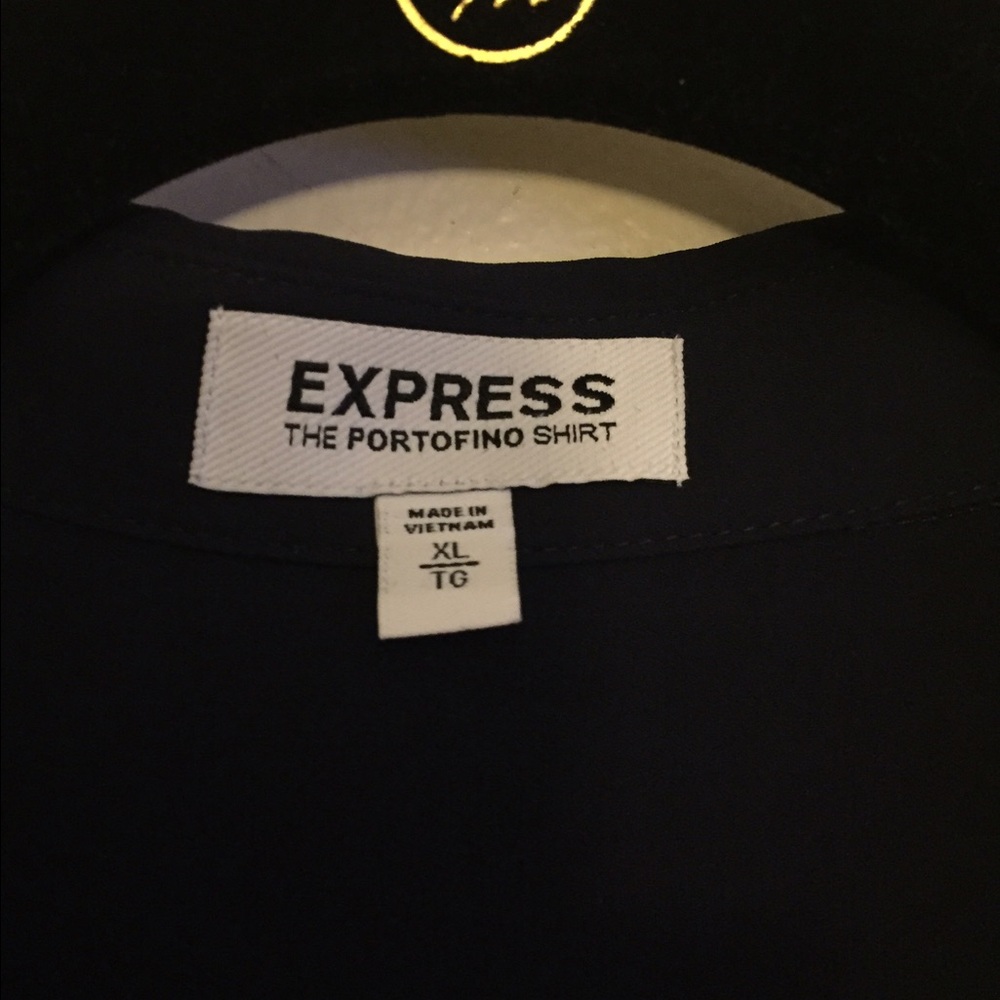 EXPRESS
THE PORTOFINO SHIRT
MADE IN
VIETNAM
XL
TG